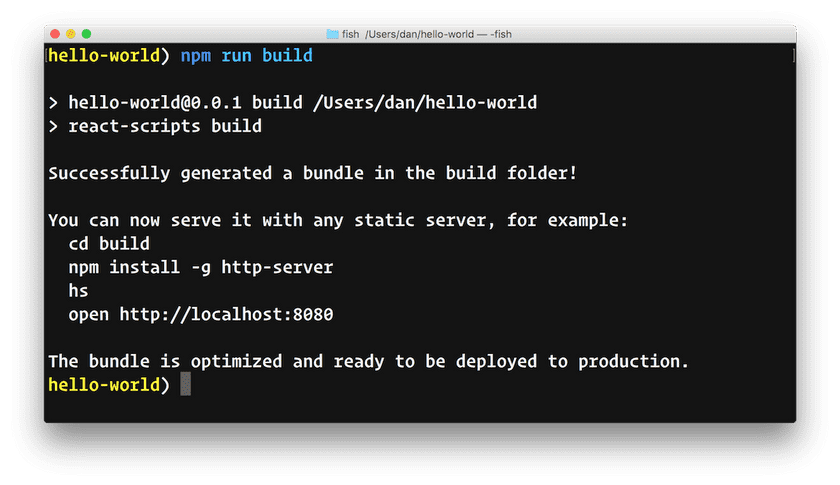 fish /Users/dan/hello-world — -fish
hello-world) npm run build
> hello-world@0.0.1 build /Users/dan/hello-world
> react-scripts build
Successfully generated a bundle in the build folder!
You can now serve it with any static server, for example:
cd build
npm install -g http-server
hs
open http://localhost:8080
The bundle is optimized and ready to be deployed to production.
hello-world)